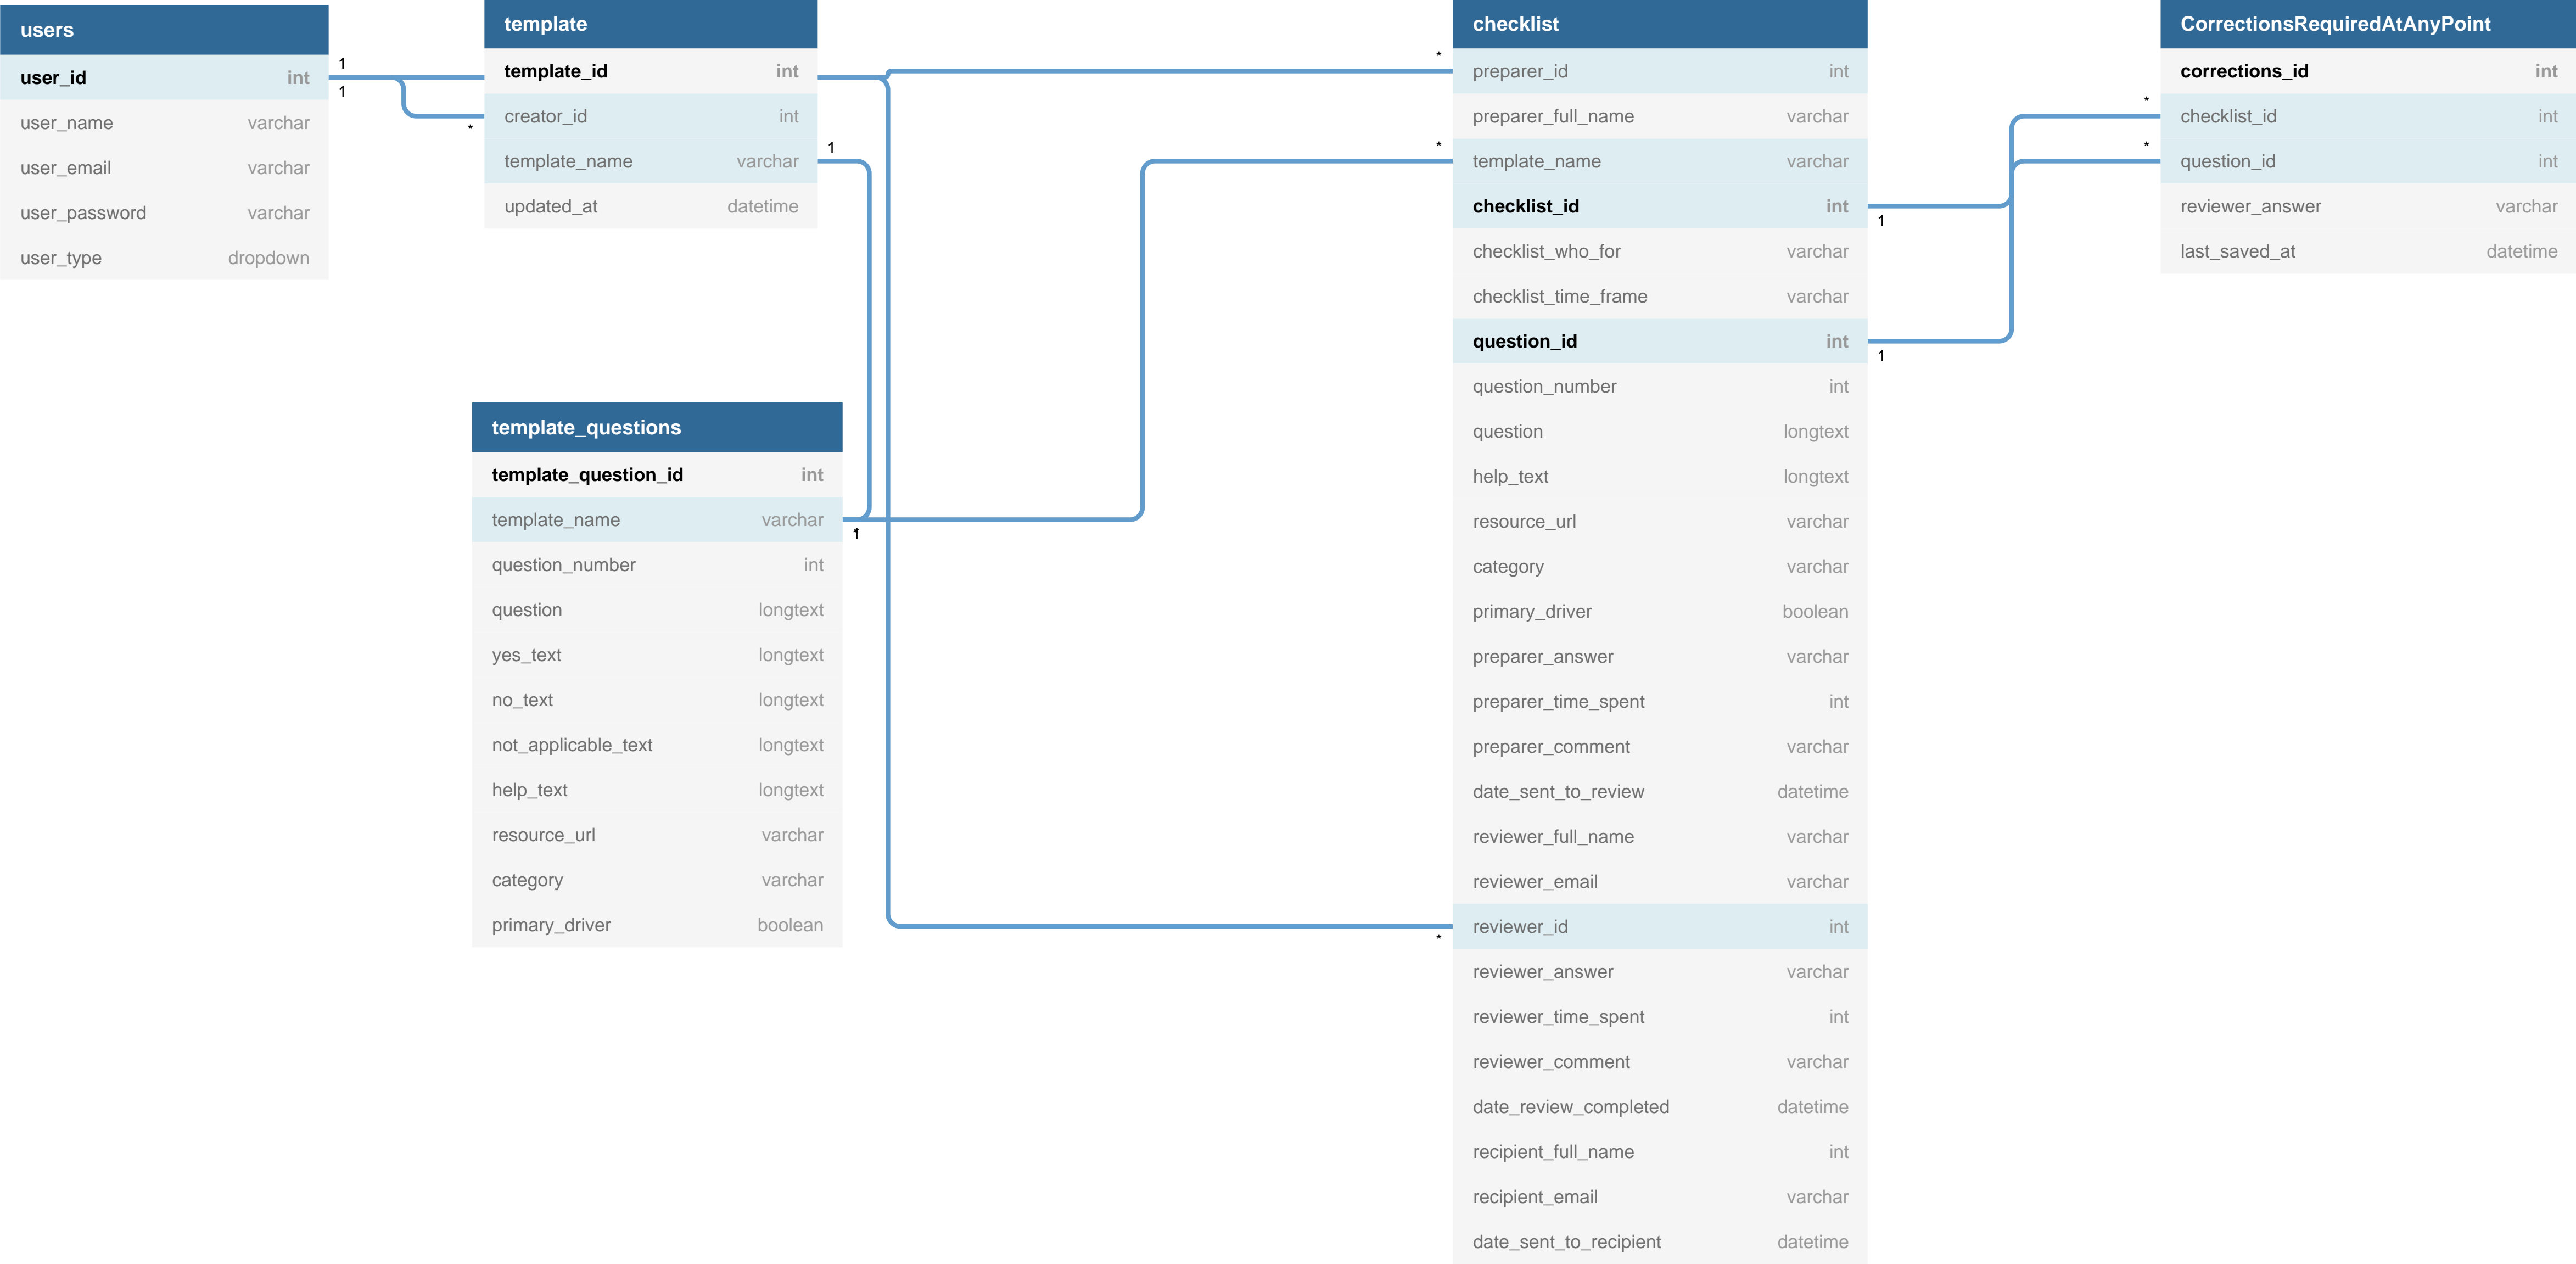 users
user_id int
user_name varchar
user_email varchar
user_password varchar
user_type dropdown
1
1
*
template
template_id int
creator_id int
template_name varchar
updated_at datetime
1
template_questions
template_question_id int
template_name varchar
question_number int
question longtext
yes_text longtext
no_text longtext
not_applicable_text longtext
help_text longtext
resource_url varchar
category varchar
primary_driver boolean
1
*
*
*
checklist
preparer_id int
preparer_full_name varchar
template_name varchar
checklist_id int
checklist_who_for varchar
checklist_time_frame varchar
question_id int
question_number int
question longtext
help_text longtext
resource_url varchar
category varchar
primary_driver boolean
preparer_answer varchar
preparer_time_spent int
preparer_comment varchar
date_sent_to_review datetime
reviewer_full_name varchar
reviewer_email varchar
reviewer_id int
reviewer_answer varchar
reviewer_time_spent int
reviewer_comment varchar
date_review_completed datetime
recipient_full_name int
recipient_email varchar
date_sent_to_recipient datetime
1
1
*
*
CorrectionsRequiredAtAnyPoint
corrections_id int
checklist_id int
question_id int
reviewer_answer varchar
last_saved_at datetime